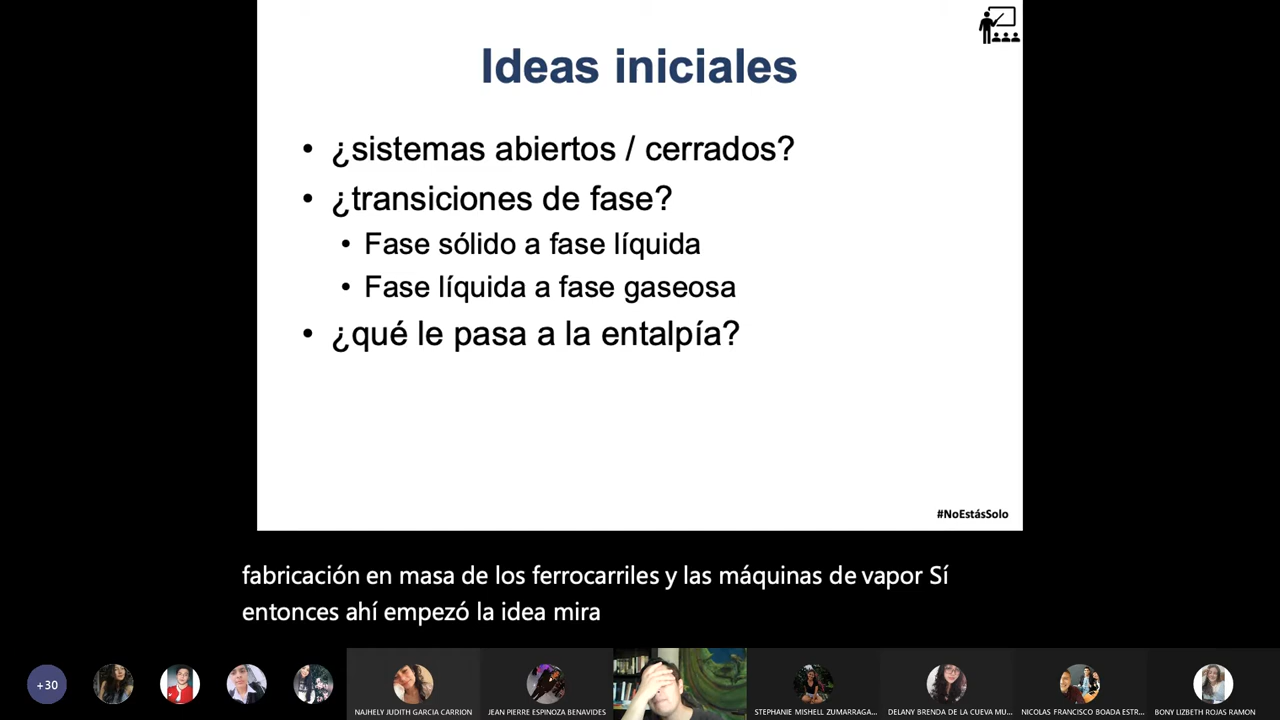 Ideas iniciales
• ¿sistemas abiertos / cerrados?
• ¿transiciones de fase?
• Fase sólido a fase líquida
• Fase líquida a fase gaseosa
• ¿qué le pasa a la entalpía?
#NoEstásSolo
fabricación en masa de los ferrocarriles y las máquinas de vapor Sí
entonces ahí empezó la idea mira
+30
NAJHELY JUDITH GARCIA CARRION
JEAN PIERRE ESPINOZA BENAVIDES
STEPHANIE MISHELL ZUMARRAGA...
DELANY BRENDA DE LA CUEVA MU...
NICOLAS FRANCISCO BOADA ESTR...
BONY LIZBETH ROJAS RAMON